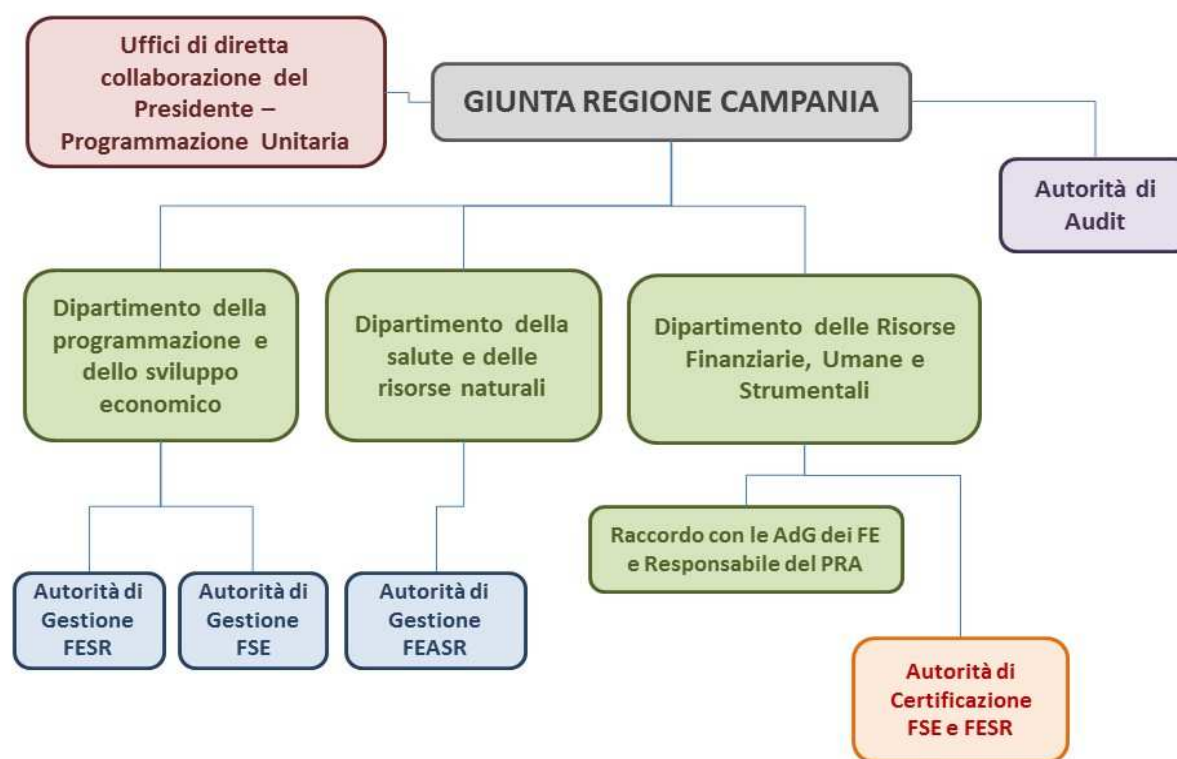 Uffici di diretta
collaborazione del
Presidente –
Programmazione Unitaria
GIUNTA REGIONE CAMPANIA
Autorità di
Audit
Dipartimento della
programmazione e
dello sviluppo
economico
Dipartimento della
salute e delle
risorse naturali
Dipartimento delle Risorse
Finanziarie, Umane e
Strumentali
Raccordo con le AdG dei FE
e Responsabile del PRA
Autorità di
Gestione
FESR
Autorità di
Gestione
FSE
Autorità di
Gestione
FEASR
Autorità di
Certificazione
FSE e FESR